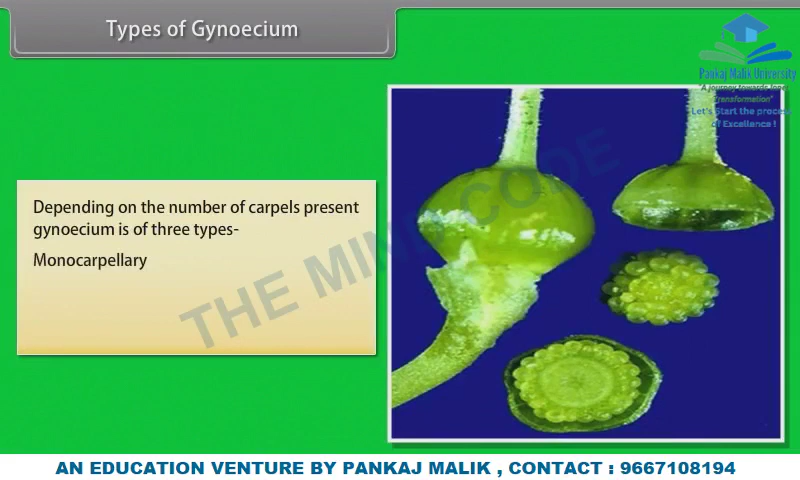 Types of Gynoecium
Pankaj Malik University
"A journey towards Inner
Transformation"
Let's Start the process
of Excellence !
Depending on the number of carpels present
gynoecium is of three types-
Monocarpellary
THE MIND CODE
AN EDUCATION VENTURE BY PANKAJ MALIK , CONTACT : 9667108194